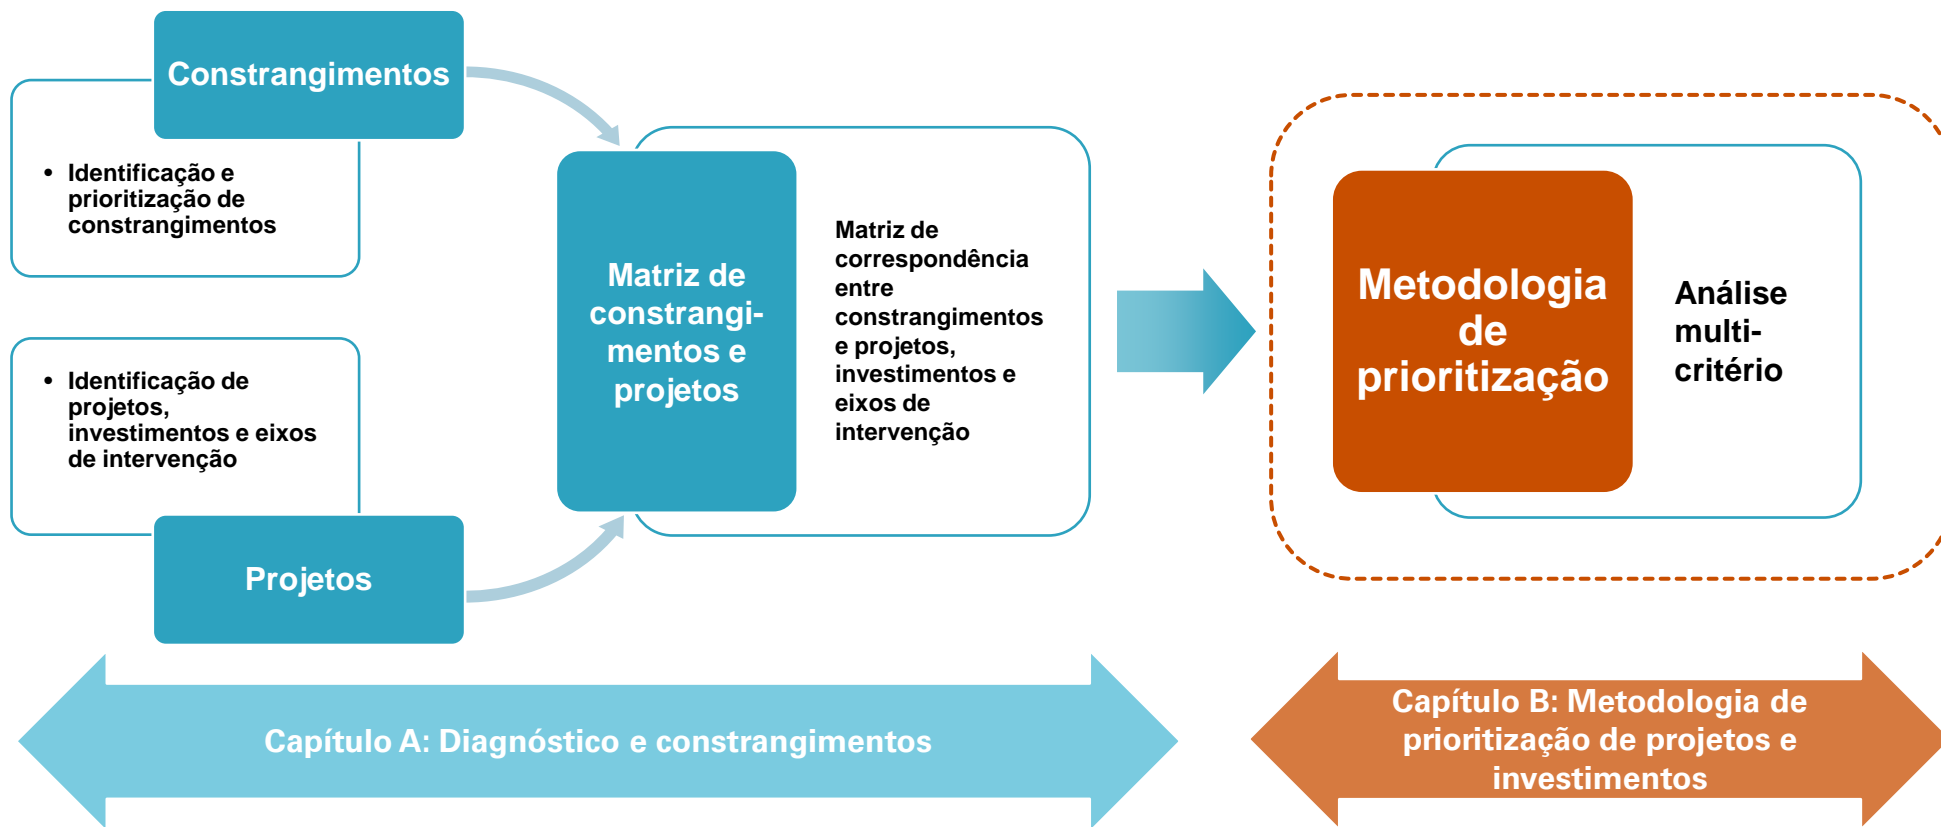 Constrangimentos
• Identificação e
prioritização de
constrangimentos
• Identificação de
projetos,
investimentos e eixos
de intervenção
Projetos
Matriz de
constrangi-
mentos e
projetos
Matriz de
correspondência
entre
constrangimentos
e projetos,
investimentos e
eixos de
intervenção
Metodologia
de
prioritização
Análise
multi-
critério
Capítulo A: Diagnóstico e constrangimentos
Capítulo B: Metodologia de
prioritização de projetos e
investimentos